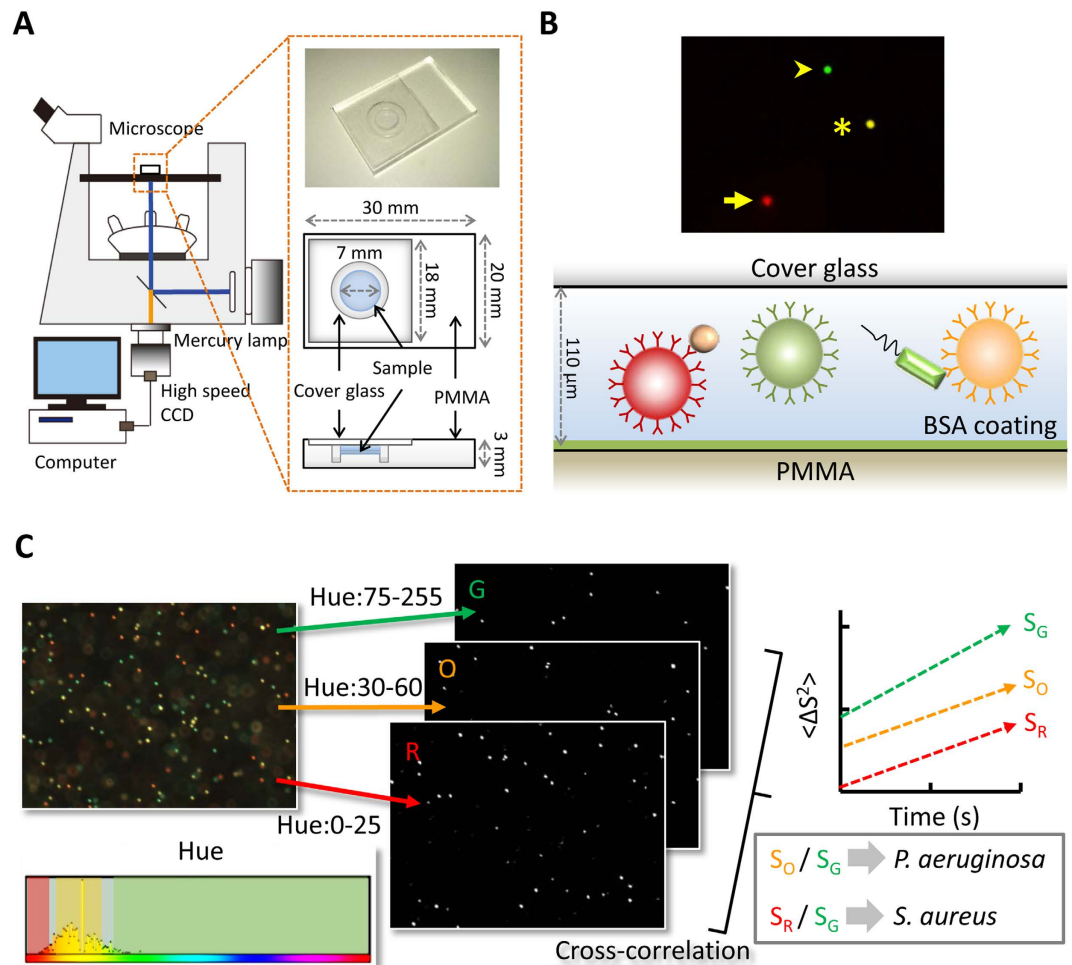 A
Microscope
Mercury lamp
High speed
CCD
Computer
30 mm
7 mm
18 mm
20 mm
Sample
Cover glass
PMMA
3 mm
B
*
Cover glass
110 µm
BSA coating
PMMA
C
Hue:75-255
Hue:30-60
Hue:0-25
G
O
R
Hue
Cross-correlation
<ΔS²>
S_G
S_O
S_R
Time (s)
S_O / S_G P. aeruginosa
S_R / S_G S. aureus